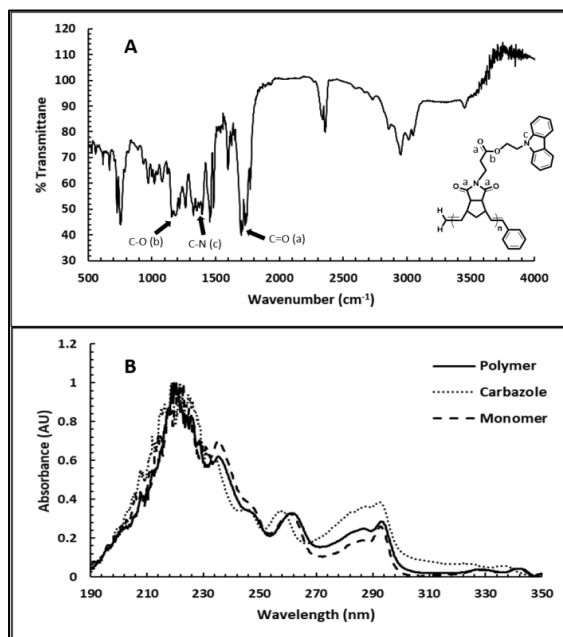 A
% Transmittane
120
110
100
90
80
70
60
50
40
30
C-O (b)
C-N (c)
C=O (a)
500 1000 1500 2000 2500 3000 3500 4000
Wavenumber (cm⁻¹)
c
N
O
a
O
b
N
O a a O
H
H
n
B
Absorbance (AU)
1.2
1
0.8
0.6
0.4
0.2
0
Polymer
Carbazole
Monomer
190 210 230 250 270 290 310 330 350
Wavelength (nm)